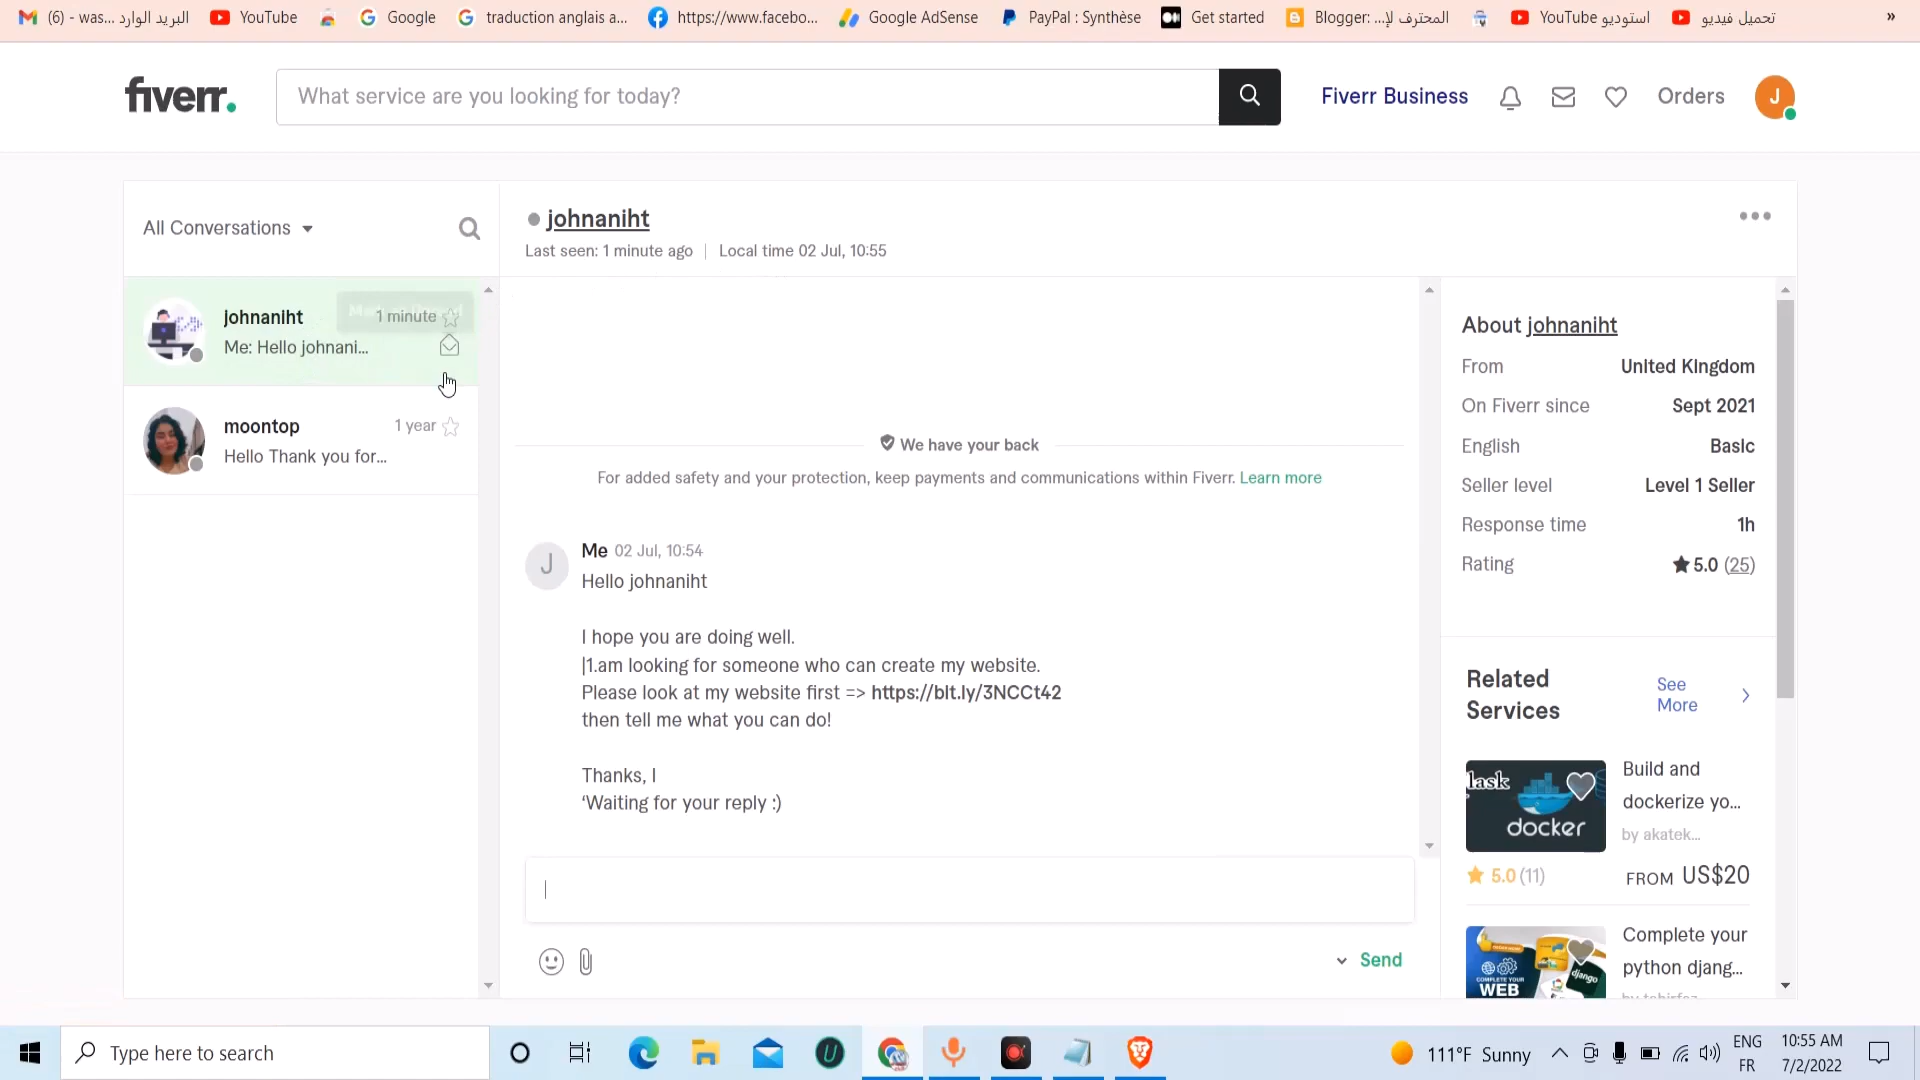 (6) البريد الوارد - was...
YouTube
Google
traduction anglais a...
https://www.facebo...
Google AdSense
PayPal : Synthèse
Get started
Blogger: ...المحترف لإ
YouTube استوديو
تحميل فيديو
»
fiverr.
What service are you looking for today?
Fiverr Business
Orders
J
All Conversations
johnaniht
Last seen: 1 minute ago | Local time 02 Jul, 10:55
johnaniht
1 minute
Me: Hello johnani...
moontop
1 year
Hello Thank you for...
We have your back
For added safety and your protection, keep payments and communications within Fiverr. Learn more
J
Me 02 Jul, 10:54
Hello johnaniht
I hope you are doing well.
|1.am looking for someone who can create my website.
Please look at my website first => https://blt.ly/3NCCt42
then tell me what you can do!
Thanks, I
‘Waiting for your reply :)
Send
About johnaniht
From United KIngdom
On Fiverr since Sept 2021
English BasIc
Seller level Level 1 Seller
Response time 1h
Rating 5.0 (25)
Related
Services
See
More
lask
docker
Build and
dockerize yo...
by akatek...
5.0 (11)
FROM US$20
COMPLETE YOUR
WEB
django
Complete your
python djang...
Type here to search
111°F Sunny
ENG
FR
10:55 AM
7/2/2022